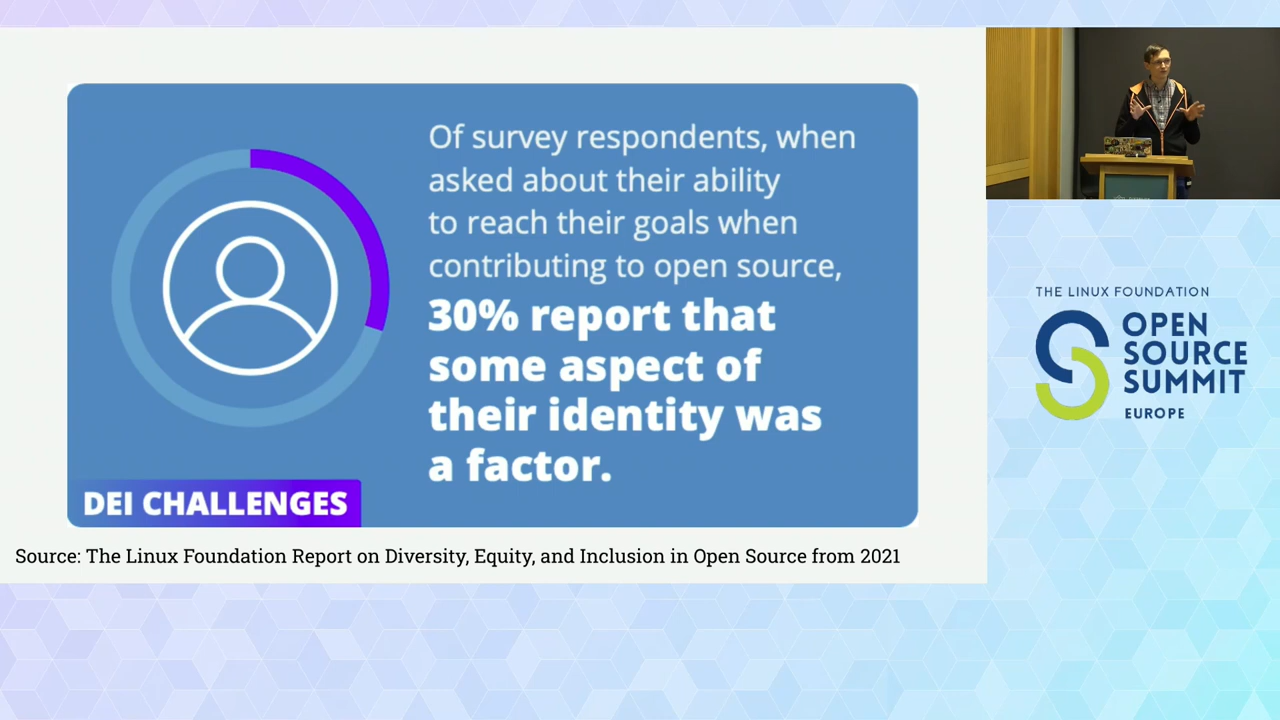 Of survey respondents, when
asked about their ability
to reach their goals when
contributing to open source,
30% report that
some aspect of
their identity was
a factor.
DEI CHALLENGES
Source: The Linux Foundation Report on Diversity, Equity, and Inclusion in Open Source from 2021
THE LINUX FOUNDATION
OPEN
SOURCE
SUMMIT
EUROPE